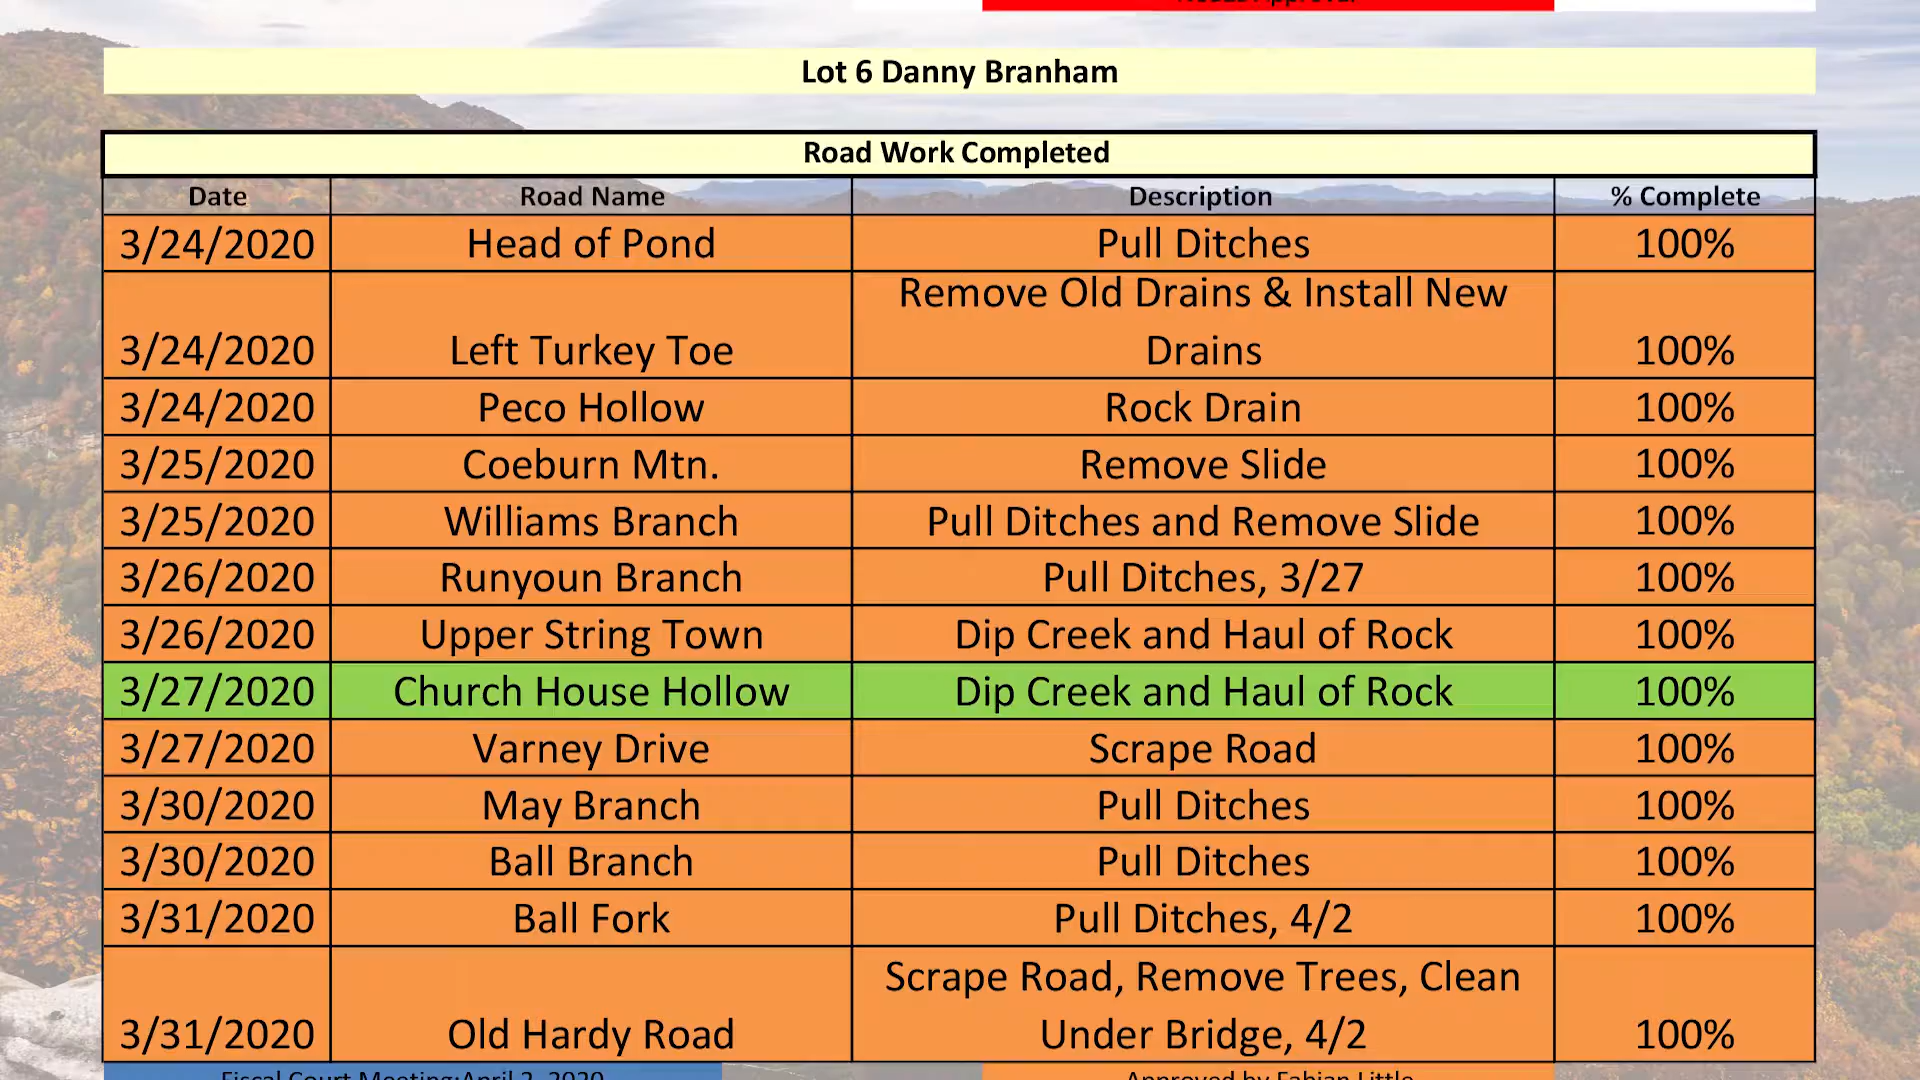 Needs Approval
Lot 6 Danny Branham
Road Work Completed
Date Road Name Description % Complete
3/24/2020 Head of Pond Pull Ditches 100%
Remove Old Drains & Install New
3/24/2020 Left Turkey Toe Drains 100%
3/24/2020 Peco Hollow Rock Drain 100%
3/25/2020 Coeburn Mtn. Remove Slide 100%
3/25/2020 Williams Branch Pull Ditches and Remove Slide 100%
3/26/2020 Runyoun Branch Pull Ditches, 3/27 100%
3/26/2020 Upper String Town Dip Creek and Haul of Rock 100%
3/27/2020 Church House Hollow Dip Creek and Haul of Rock 100%
3/27/2020 Varney Drive Scrape Road 100%
3/30/2020 May Branch Pull Ditches 100%
3/30/2020 Ball Branch Pull Ditches 100%
3/31/2020 Ball Fork Pull Ditches, 4/2 100%
Scrape Road, Remove Trees, Clean
3/31/2020 Old Hardy Road Under Bridge, 4/2 100%
Fiscal Court Meeting:April 2, 2020 Approved by Fabian Little